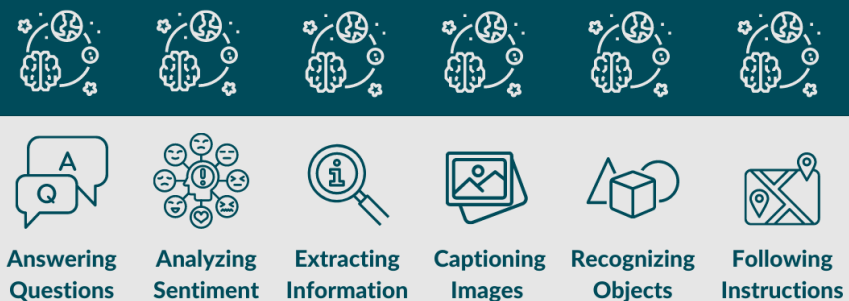 A
Q
Answering
Questions
Analyzing
Sentiment
Extracting
Information
Captioning
Images
Recognizing
Objects
Following
Instructions